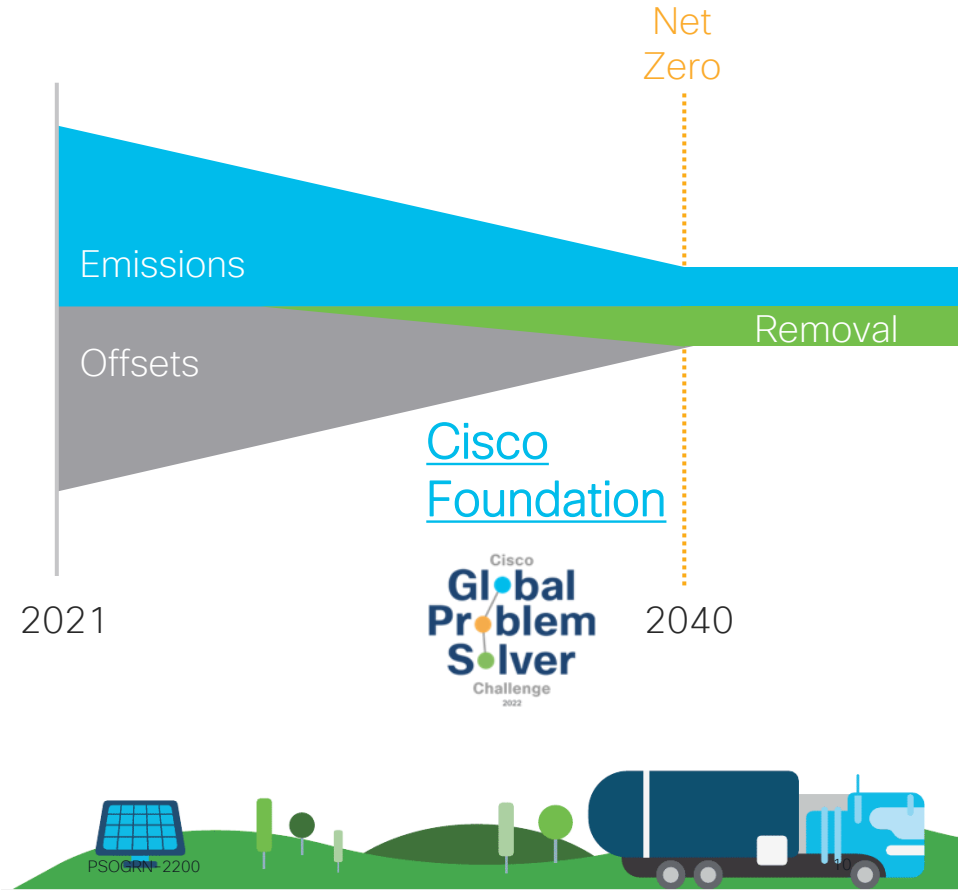 Net
Zero
Emissions
Removal
Offsets
Cisco
Foundation
Cisco
Global
Problem
Solver
Challenge
2022
2021
2040
PSOGRN-2200
10